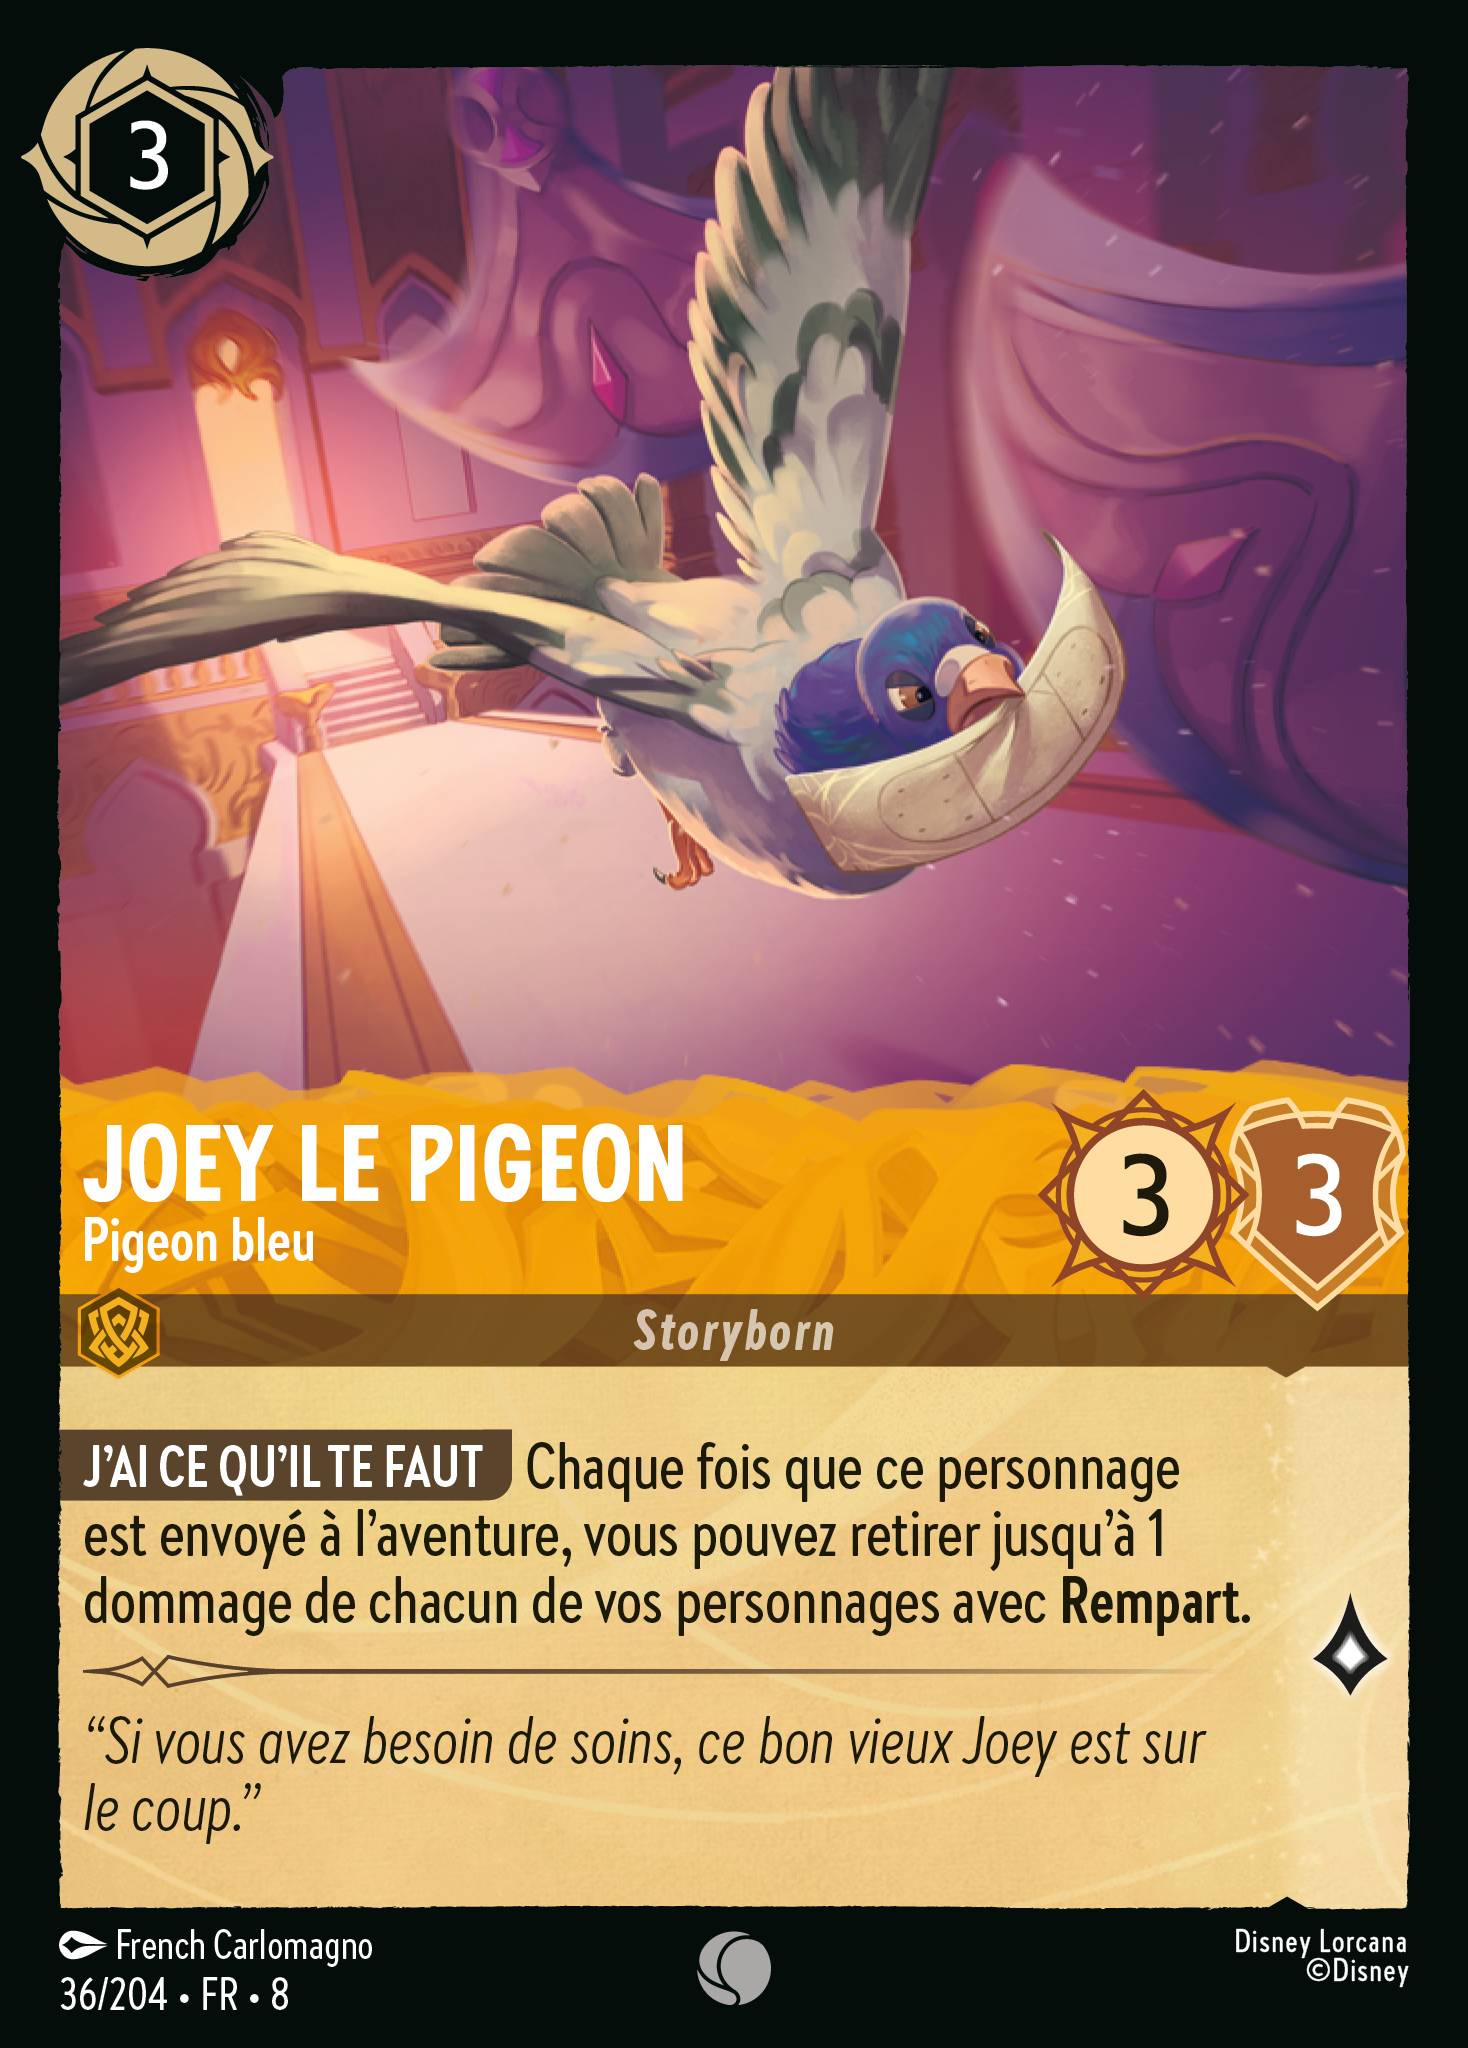 3
JOEY LE PIGEON
Pigeon bleu
3 3
Storyborn
J’AI CE QU’IL TE FAUT Chaque fois que ce personnage
est envoyé à l’aventure, vous pouvez retirer jusqu’à 1
dommage de chacun de vos personnages avec Rempart.
“Si vous avez besoin de soins, ce bon vieux Joey est sur
le coup.”
French Carlomagno
36/204 • FR • 8
Disney Lorcana
©Disney